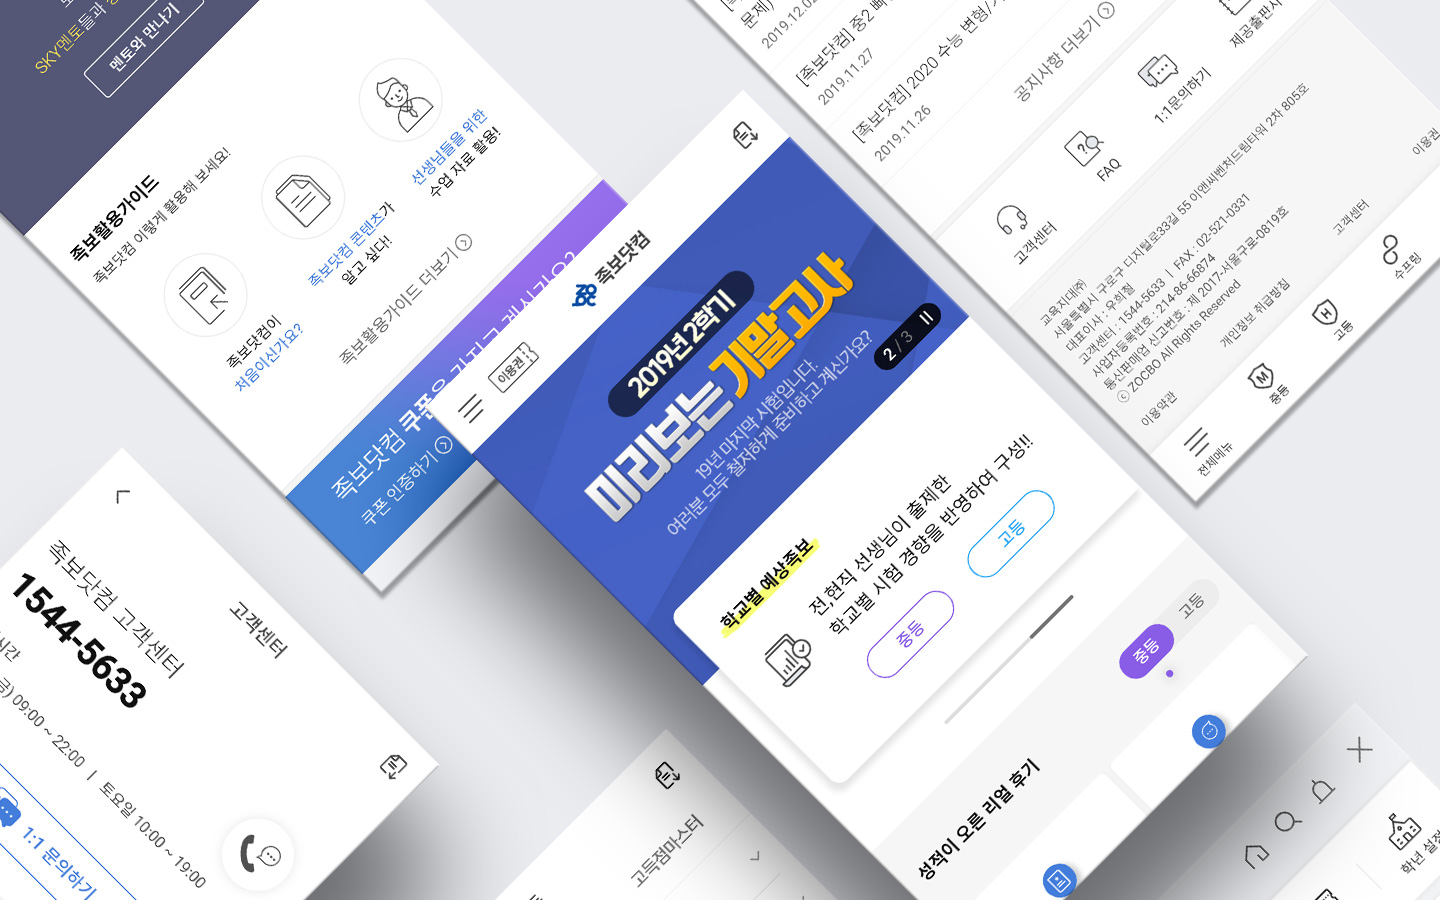 SKY멘토들과
멘토와 만나기
족보활용가이드
족보닷컴 이렇게 활용해 보세요!
족보닷컴이
처음이신가요?
족보닷컴 콘텐츠가
알고 싶다!
선생님들을 위한
수업 자료 활용!
족보활용가이드 더보기
족보닷컴 쿠폰을 가지고 계신가요?
쿠폰 인증하기
이용권
족보닷컴
2019년 2학기
미리보는 기말고사
19년 마지막 시험입니다.
여러분 모두 철저하게 준비하고 계신가요?
2 / 3
학교별 예상족보
전,현직 선생님이 출제한
학교별 시험 경향을 반영하여 구성!!
중등
고등
중등
고등
성적이 오른 리얼 후기
문제)
2019.12.02
[족보닷컴] 중2
2019.11.27
[족보닷컴] 2020 수능 변형/
2019.11.26
공지사항 더보기
고객센터
FAQ
1:1문의하기
제공출판사
교육지대㈜
서울특별시 구로구 디지털로33길 55 이앤씨벤처드림타워 2차 805호
대표이사 : 우희철
고객센터 : 1544-5633 | FAX : 02-521-0331
사업자등록번호 : 214-86-66874
통신판매업 신고번호 : 제 2017-서울구로-0819호
ⓒ ZOCBO All Rights Reserved
이용약관
개인정보 취급방침
고객센터
이용권
전체메뉴
M
중등
H
고등
수프링
고객센터
족보닷컴 고객센터
1544-5633
시간
금) 09:00 ~ 22:00 | 토요일 10:00 ~ 19:00
1:1 문의하기
고득점마스터
학년 설정